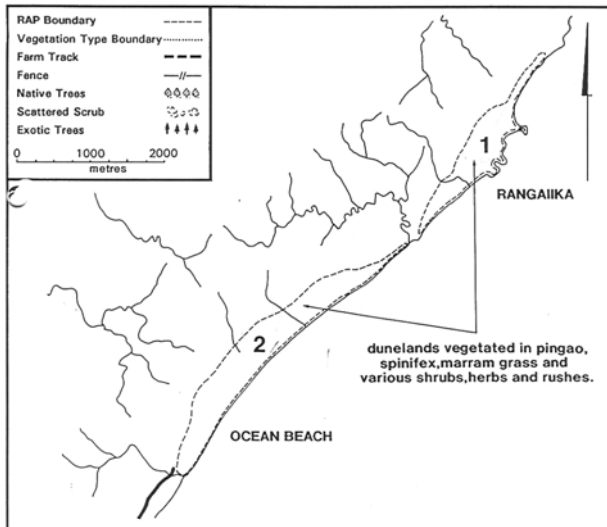 RAP Boundary
Vegetation Type Boundary
Farm Track
Fence
Native Trees
Scattered Scrub
Exotic Trees
0 1000 2000
metres
1
RANGAIIKA
2
dunelands vegetated in pingao,
spinifex,marram grass and
various shrubs,herbs and rushes.
OCEAN BEACH